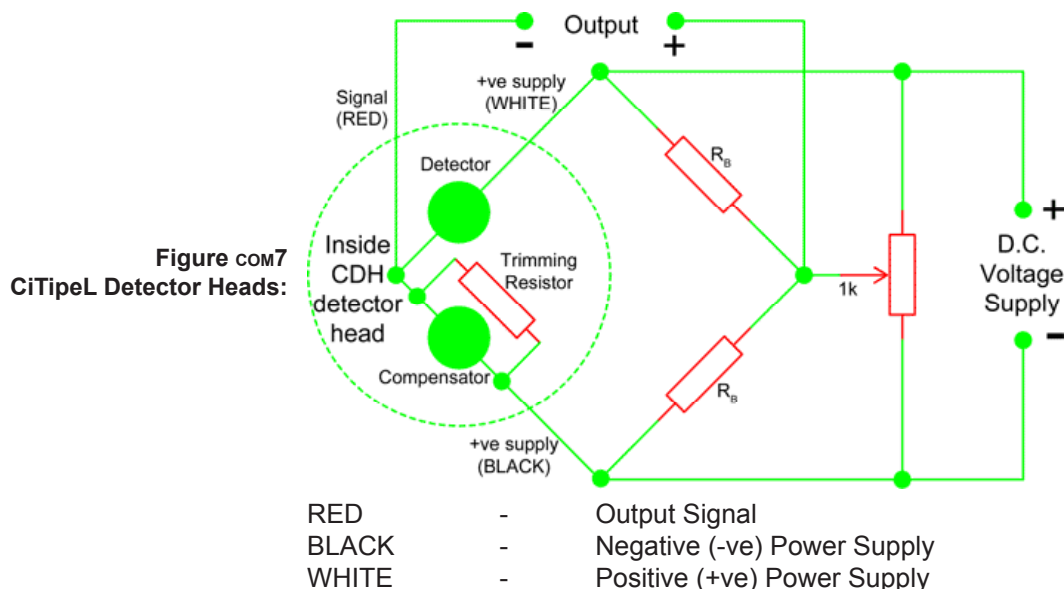 Output
-
+
+ve supply
(WHITE)
Signal
(RED)
Detector
R_B
+
D.C.
Voltage
Supply
-
1k
Figure COM7
CiTipeL Detector Heads:
Inside
CDH
detector
head
Trimming
Resistor
Compensator
R_B
+ve supply
(BLACK)
RED - Output Signal
BLACK - Negative (-ve) Power Supply
WHITE - Positive (+ve) Power Supply